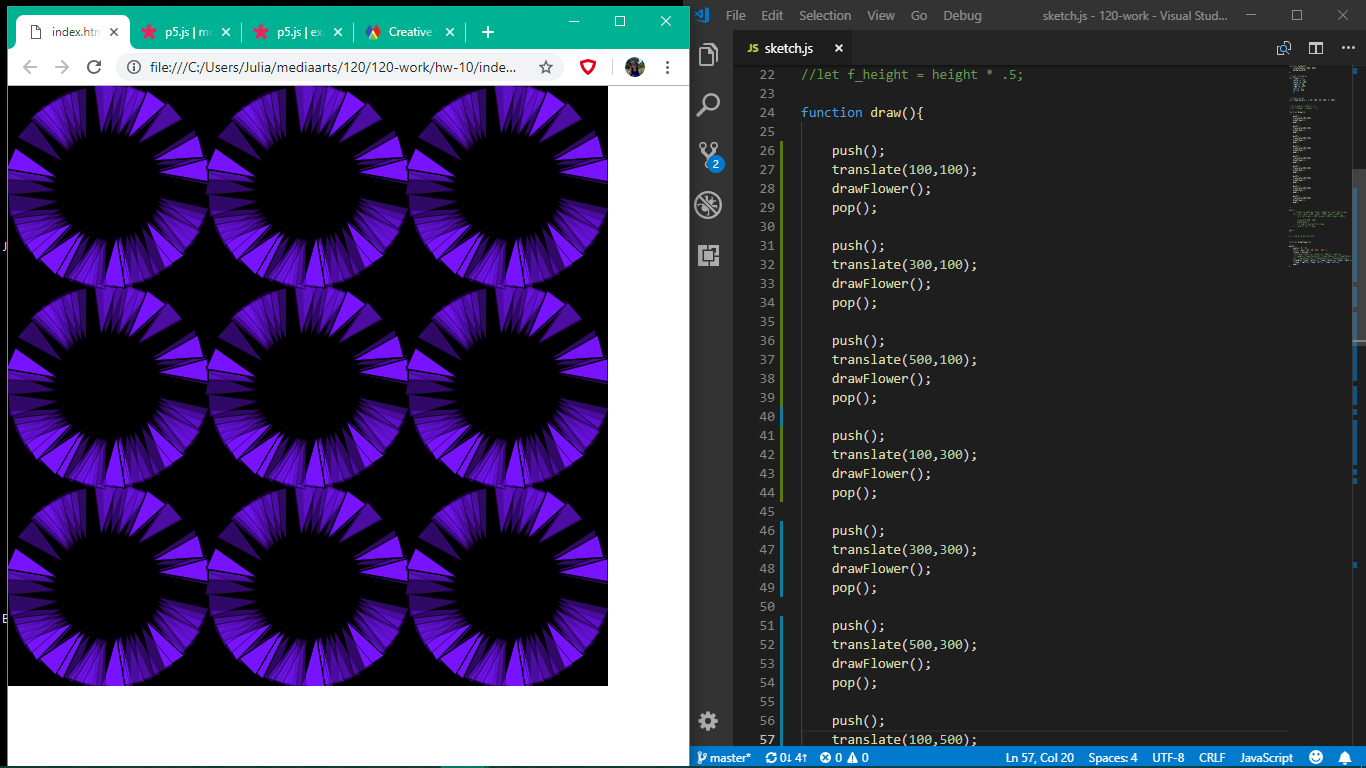 index.htm
p5.js | mo
p5.js | exa
Creative
file:///C:/Users/Julia/mediaarts/120/120-work/hw-10/inde...
File Edit Selection View Go Debug
sketch.js - 120-work - Visual Stud...
JS sketch.js
22 //let f_height = height * .5;
23
24 function draw(){
25
26 push();
27 translate(100,100);
28 drawFlower();
29 pop();
30
31 push();
32 translate(300,100);
33 drawFlower();
34 pop();
35
36 push();
37 translate(500,100);
38 drawFlower();
39 pop();
40
41 push();
42 translate(100,300);
43 drawFlower();
44 pop();
45
46 push();
47 translate(300,300);
48 drawFlower();
49 pop();
50
51 push();
52 translate(500,300);
53 drawFlower();
54 pop();
55
56 push();
57 translate(100,500);
2
master* 0↓ 4↑ 0 0 Ln 57, Col 20 Spaces: 4 UTF-8 CRLF JavaScript